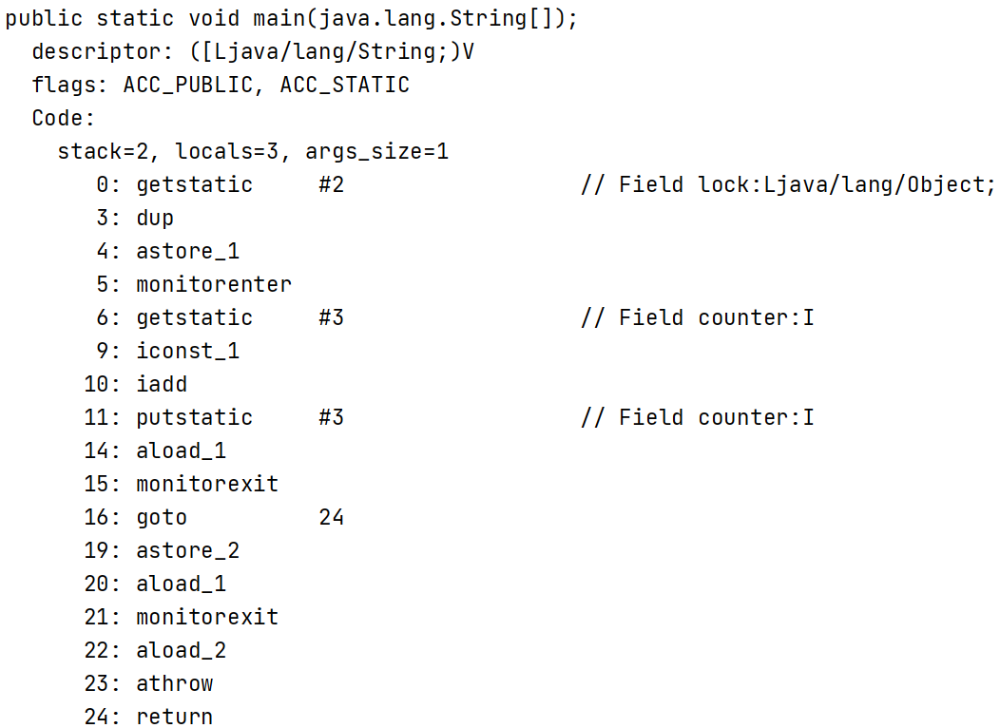 public static void main(java.lang.String[]);
  descriptor: ([Ljava/lang/String;)V
  flags: ACC_PUBLIC, ACC_STATIC
  Code:
    stack=2, locals=3, args_size=1
       0: getstatic     #2                  // Field lock:Ljava/lang/Object;
       3: dup
       4: astore_1
       5: monitorenter
       6: getstatic     #3                  // Field counter:I
       9: iconst_1
      10: iadd
      11: putstatic     #3                  // Field counter:I
      14: aload_1
      15: monitorexit
      16: goto          24
      19: astore_2
      20: aload_1
      21: monitorexit
      22: aload_2
      23: athrow
      24: return